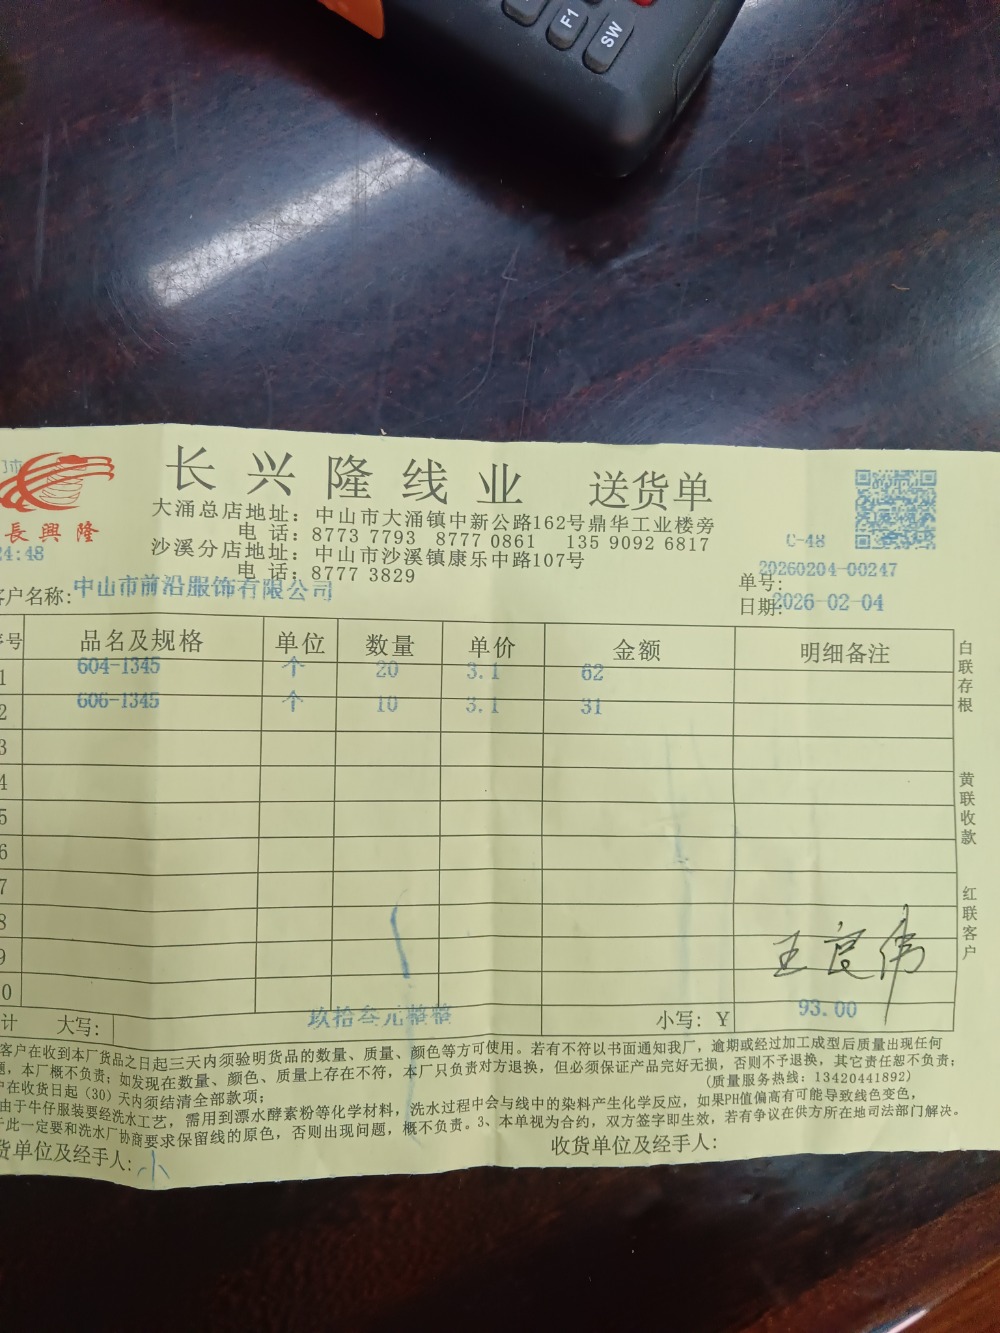 F1
SW
长兴隆线业 送货单
大涌总店地址：中山市大涌镇中新公路162号鼎华工业楼旁
電話：8773 7793 8777 0861 135 9092 6817
沙溪分店地址：中山市沙溪镇康乐中路107号
电话：8777 3829
長興隆
4:48
C-48
单号：20260204-00247
日期：2026-02-04
客户名称：中山市前沿服饰有限公司
序号 品名及规格 单位 数量 单价 金额 明细备注
1 604-1345 个 20 3.1 62
2 606-1345 个 10 3.1 31
3
4
5
6
7
8
9
0
计 大写： 玖拾叁元整整 小写：Y 93.00
王良伟
白联存根
黄联收款
红联客户
客户在收到本厂货品之日起三天内须验明货品的数量、质量、颜色等方可使用。若有不符以书面通知我厂，逾期或经过加工成型后质量出现任何
题，本厂概不负责；如发现在数量、颜色、质量上存在不符，本厂只负责对方退换，但必须保证产品完好无损，否则不予退换，其它责任恕不负责；
户在收货日起（30）天内须结清全部款项； （质量服务热线：13420441892）
由于牛仔服装要经洗水工艺，需用到漂水酵素粉等化学材料，洗水过程中会与线中的染料产生化学反应，如果PH值偏高有可能导致线色变色，
于此一定要和洗水厂协商要求保留线的原色，否则出现问题，概不负责。3、本单视为合约，双方签字即生效，若有争议在供方所在地司法部门解决。
货单位及经手人：小
收货单位及经手人：